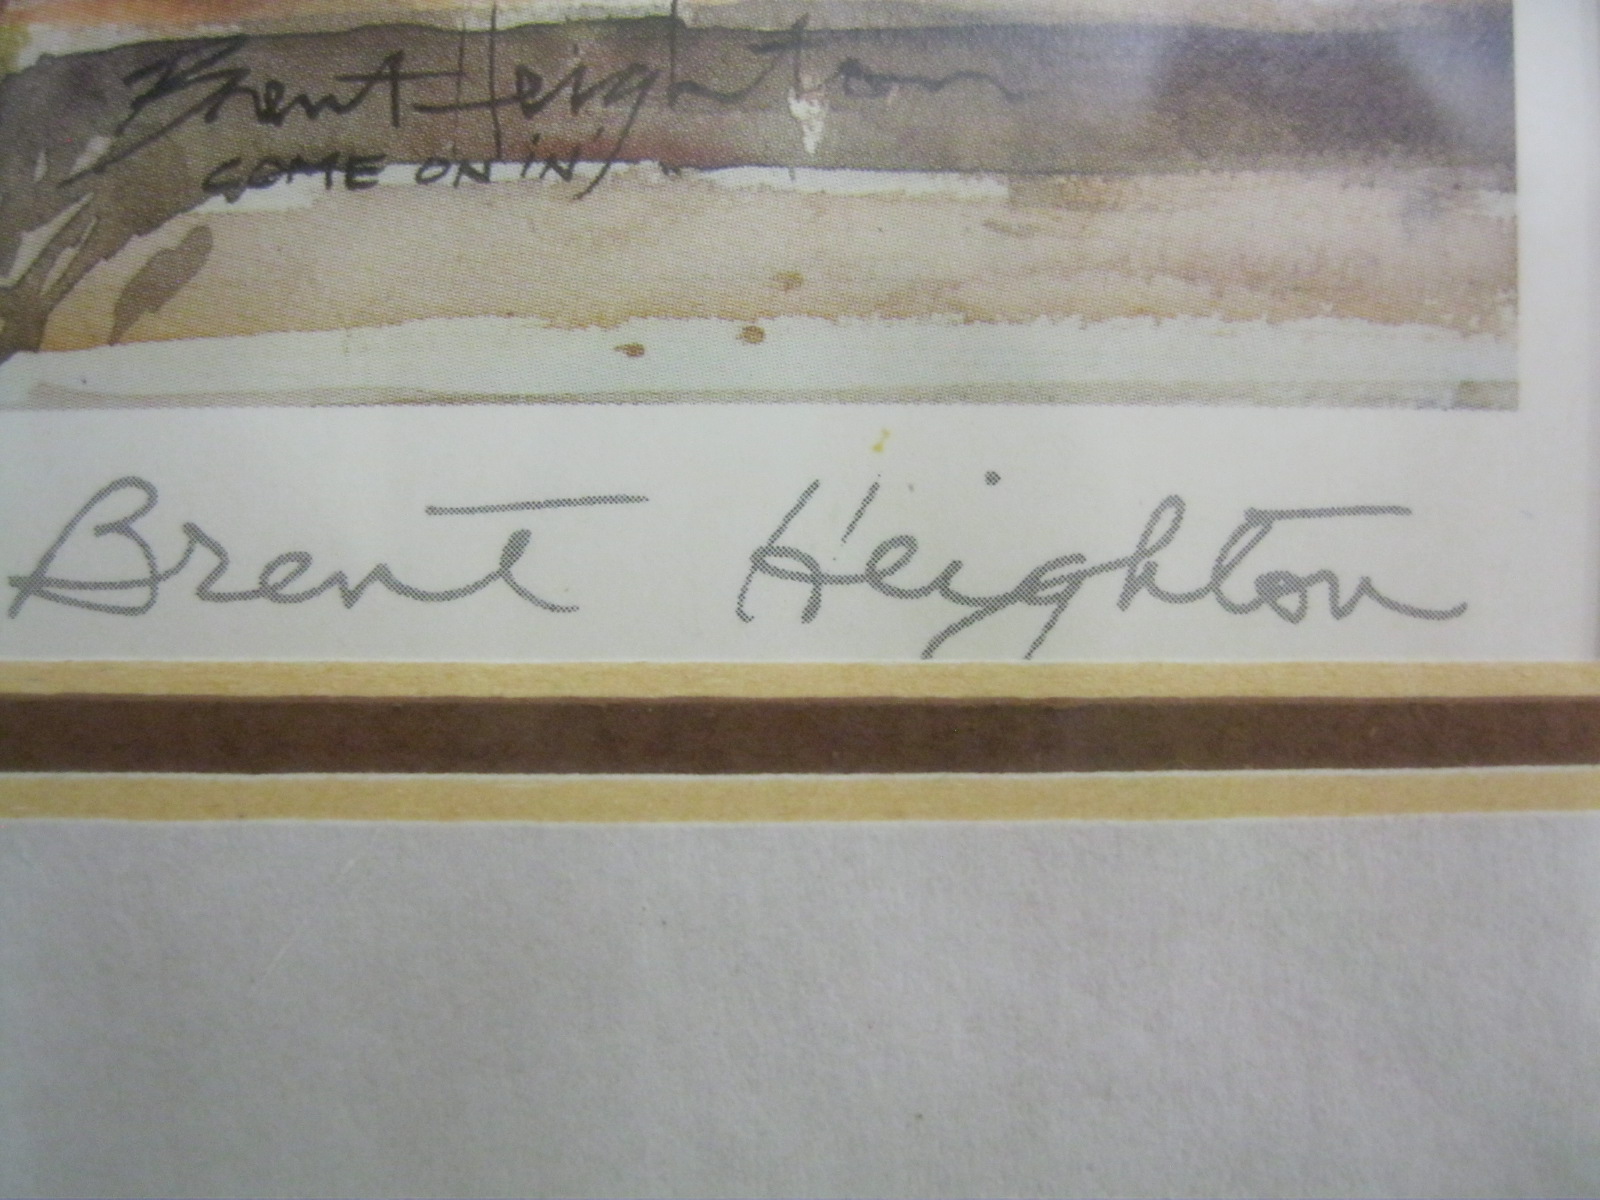 Brent Heighton
COME ON IN
Brent Heighton